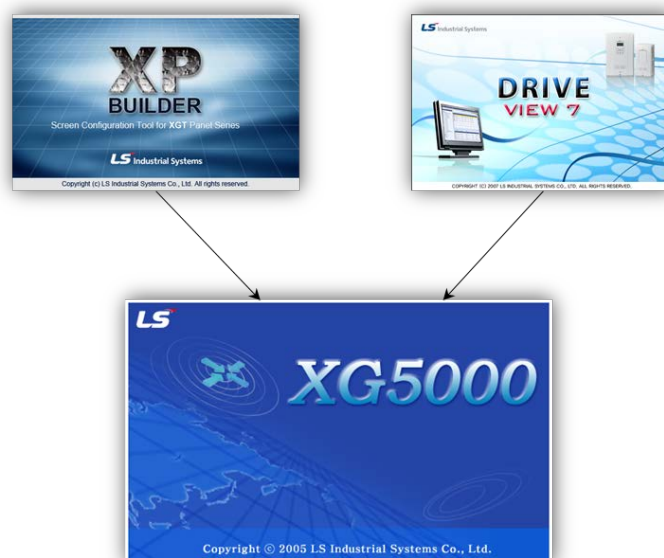 XP
BUILDER
Screen Configuration Tool for XGT Panel Series
LS Industrial Systems
Copyright (c) LS Industrial Systems Co., Ltd. All rights reserved.
LS Industrial Systems
DRIVE
VIEW 7
COPYRIGHT (C) 2007 LS INDUSTRIAL SYSTEMS CO., LTD. ALL RIGHTS RESERVED.
LS
XG5000
Copyright © 2005 LS Industrial Systems Co., Ltd.